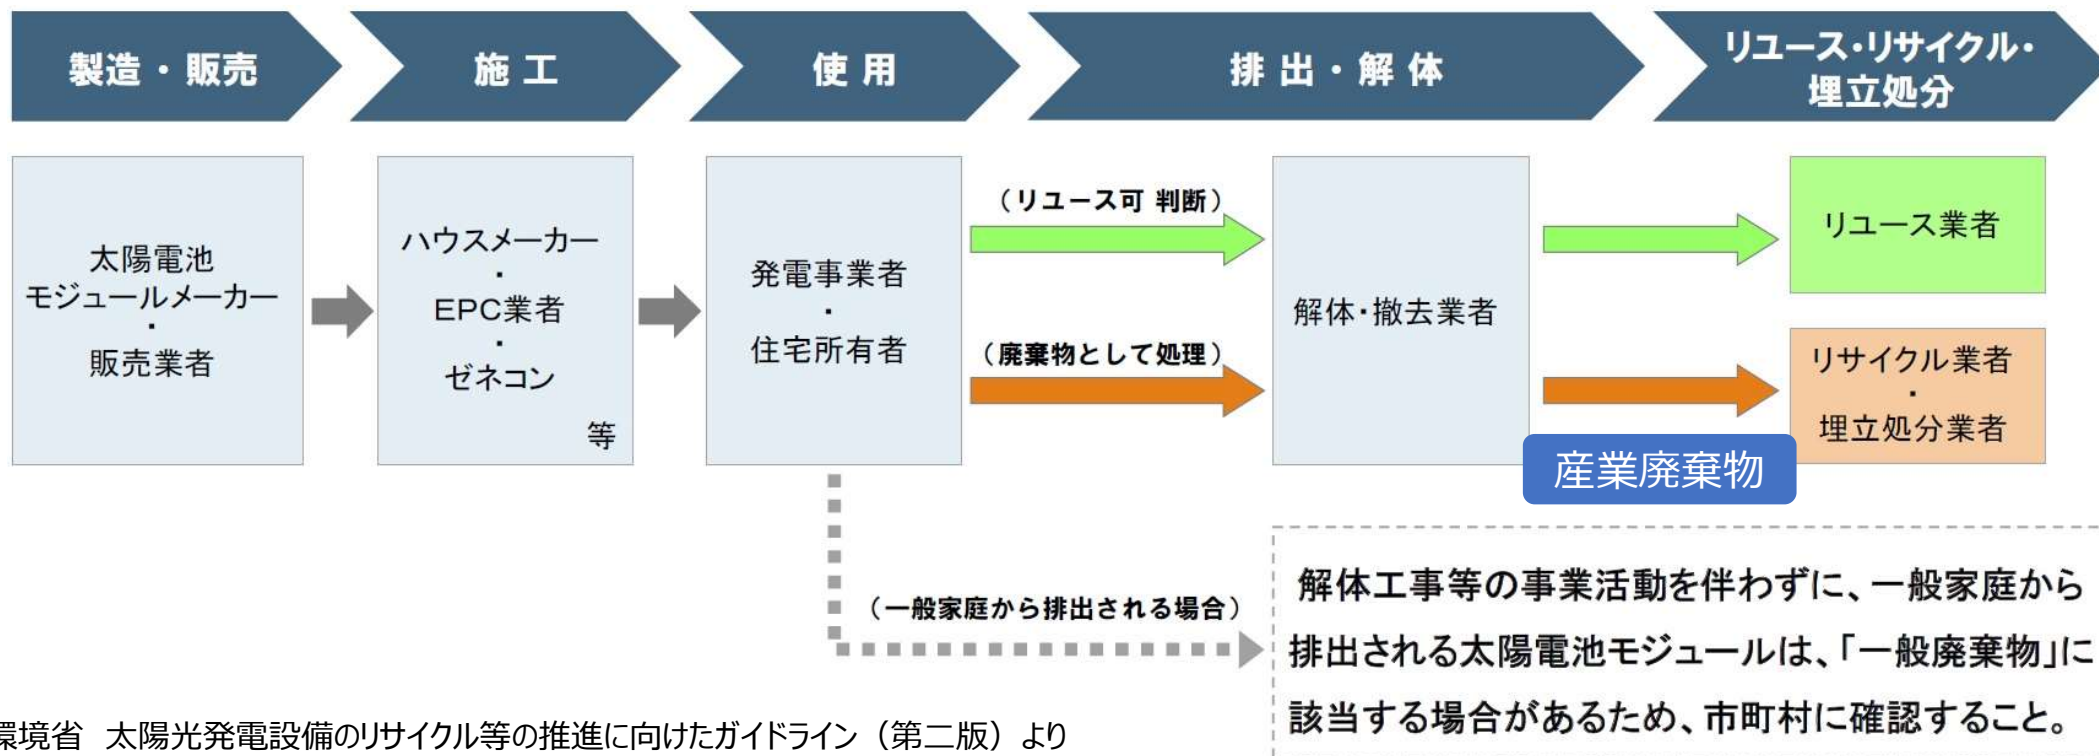 製造・販売
施 工
使 用
排 出・解 体
リユース・リサイクル・
埋立処分
太陽電池
モジュールメーカー
・
販売業者
ハウスメーカー
・
EPC業者
・
ゼネコン
等
発電事業者
・
住宅所有者
（リユース可 判断）
（廃棄物として処理）
解体・撤去業者
リユース業者
リサイクル業者
・
埋立処分業者
産業廃棄物
（一般家庭から排出される場合）
解体工事等の事業活動を伴わずに、一般家庭から
排出される太陽電池モジュールは、「一般廃棄物」に
該当する場合があるため、市町村に確認すること。
環境省 太陽光発電設備のリサイクル等の推進に向けたガイドライン（第二版）より